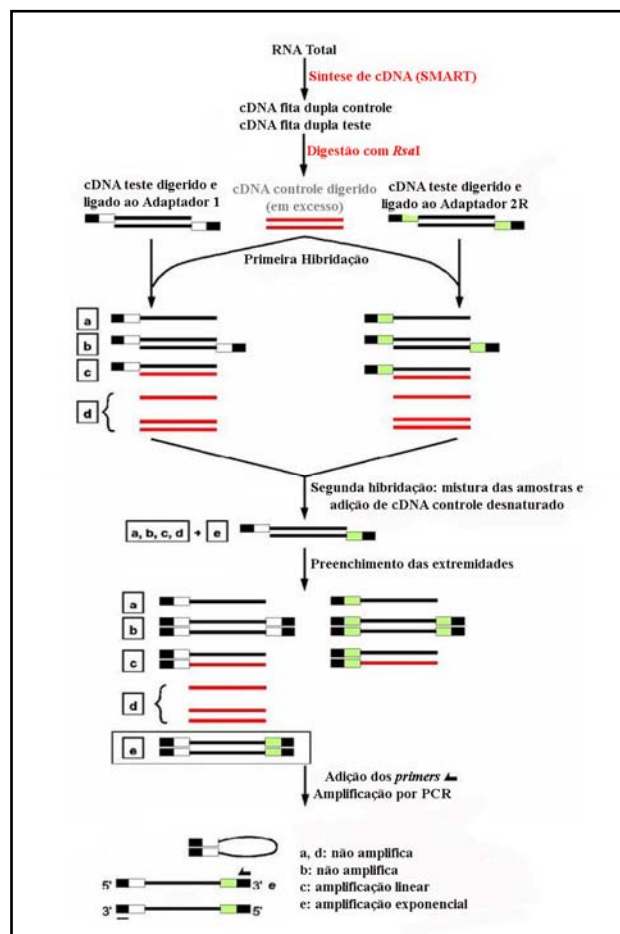 RNA Total
Síntese de cDNA (SMART)
cDNA fita dupla controle
cDNA fita dupla teste
Digestão com RsaI
cDNA teste digerido e
ligado ao Adaptador 1
cDNA controle digerido
(em excesso)
cDNA teste digerido e
ligado ao Adaptador 2R
Primeira Hibridação
a
b
c
d
Segunda hibridação: mistura das amostras e
adição de cDNA controle desnaturado
a, b, c, d + e
Preenchimento das extremidades
a
b
c
d
e
Adição dos primers
Amplificação por PCR
5' 3' e
3' 5'
a, d: não amplifica
b: não amplifica
c: amplificação linear
e: amplificação exponencial